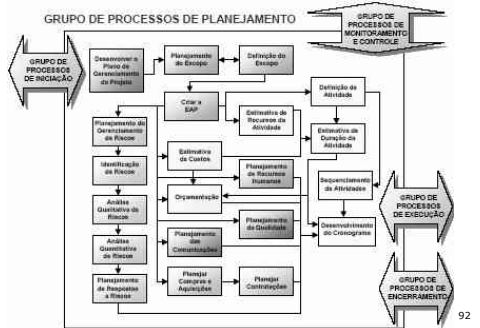 GRUPO DE PROCESSOS DE PLANEJAMENTO
GRUPO DE
PROCESSOS DE
MONITORAMENTO
E CONTROLE
GRUPO DE
PROCESSOS
DE INICIAÇÃO
Desenvolver o
Plano de
Gerenciamento
do Projeto
Planejamento
do Escopo
Definição do
Escopo
Criar a
EAP
Definição da
Atividade
Planejamento do
Gerenciamento
de Riscos
Estimativa de
Recursos da
Atividade
Estimativa de
Duração da
Atividade
Identificação
de Riscos
Estimativa
de Custos
Planejamento
de Recursos
Humanos
Sequenciamento
de Atividades
Orçamentação
Análise
Qualitativa de
Riscos
Planejamento
da Qualidade
Desenvolvimento
do Cronograma
GRUPO DE
PROCESSOS
DE EXECUÇÃO
Planejamento
das
Comunicações
Análise
Quantitativa
de Riscos
Planejamento
de Respostas
a Riscos
Planejar
Compras e
Aquisições
Planejar
Contratações
GRUPO DE
PROCESSOS DE
ENCERRAMENTO
92